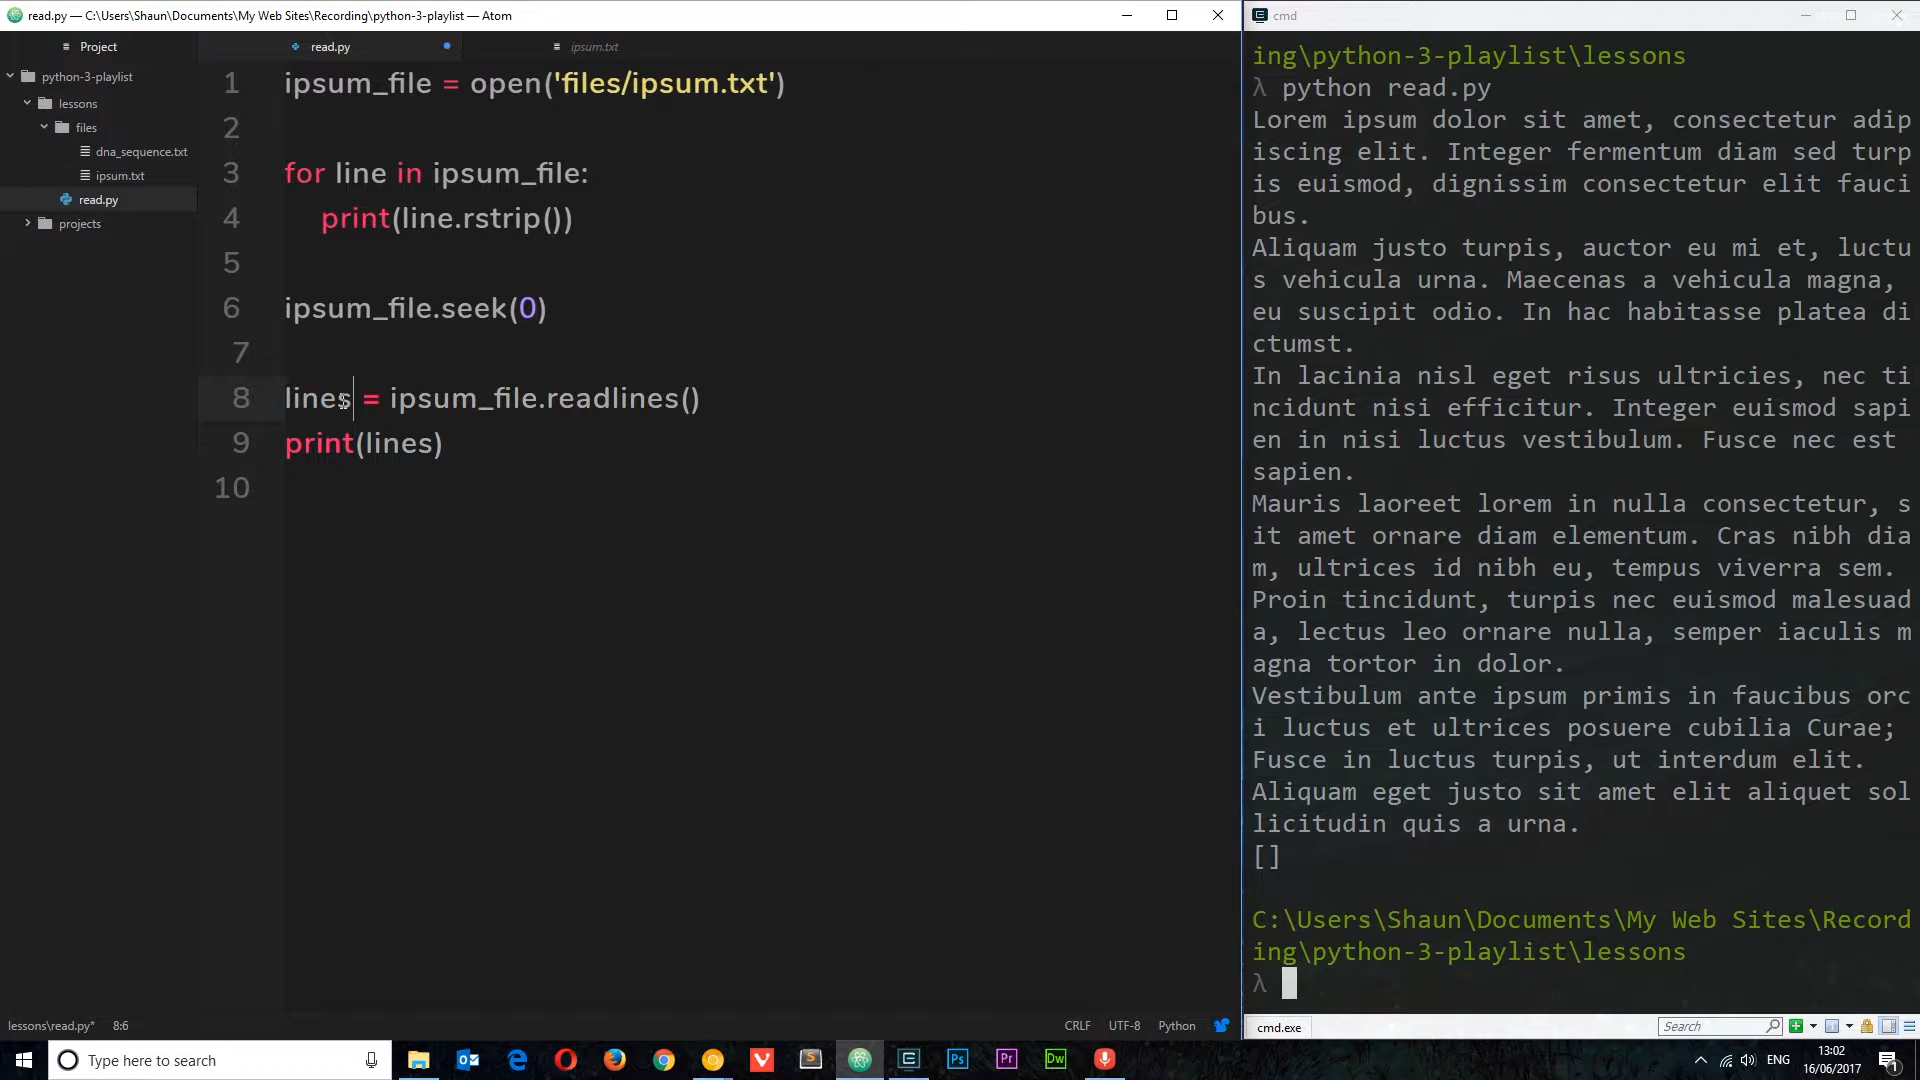 read.py — C:\Users\Shaun\Documents\My Web Sites\Recording\python-3-playlist — Atom
Project
python-3-playlist
lessons
files
dna_sequence.txt
ipsum.txt
read.py
projects
read.py
ipsum.txt
1 ipsum_file = open('files/ipsum.txt')
2
3 for line in ipsum_file:
4 print(line.rstrip())
5
6 ipsum_file.seek(0)
7
8 lines = ipsum_file.readlines()
9 print(lines)
10
lessons\read.py* 8:6
CRLF UTF-8 Python
cmd
ing\python-3-playlist\lessons
λ python read.py
Lorem ipsum dolor sit amet, consectetur adip
iscing elit. Integer fermentum diam sed turp
is euismod, dignissim consectetur elit fauci
bus.
Aliquam justo turpis, auctor eu mi et, luctu
s vehicula urna. Maecenas a vehicula magna,
eu suscipit odio. In hac habitasse platea di
ctumst.
In lacinia nisl eget risus ultricies, nec ti
ncidunt nisi efficitur. Integer euismod sapi
en in nisi luctus vestibulum. Fusce nec est
sapien.
Mauris laoreet lorem in nulla consectetur, s
it amet ornare diam elementum. Cras nibh dia
m, ultrices id nibh eu, tempus viverra sem.
Proin tincidunt, turpis nec euismod malesuad
a, lectus leo ornare nulla, semper iaculis m
agna tortor in dolor.
Vestibulum ante ipsum primis in faucibus orc
i luctus et ultrices posuere cubilia Curae;
Fusce in luctus turpis, ut interdum elit.
Aliquam eget justo sit amet elit aliquet sol
licitudin quis a urna.
[]
C:\Users\Shaun\Documents\My Web Sites\Record
ing\python-3-playlist\lessons
λ
cmd.exe
Search
Type here to search
Ps
Pr
Dw
ENG
13:02
16/06/2017
1